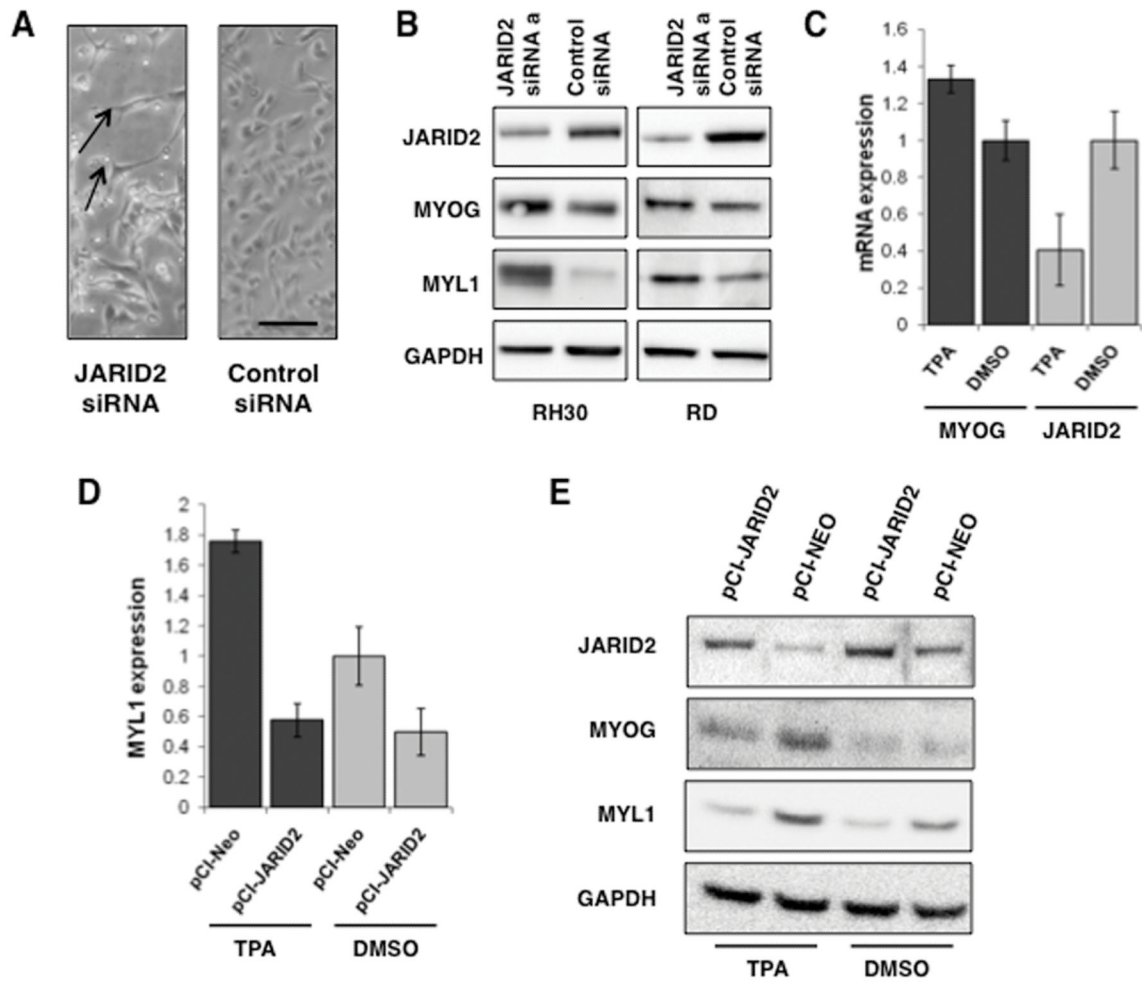 A
JARID2
siRNA
Control
siRNA
B
JARID2
siRNA a
Control
siRNA
JARID2
siRNA a
Control
siRNA
JARID2
MYOG
MYL1
GAPDH
RH30
RD
C
mRNA expression
1.6
1.4
1.2
1
0.8
0.6
0.4
0.2
0
TPA
DMSO
TPA
DMSO
MYOG
JARID2
D
MYL1 expression
2
1.8
1.6
1.4
1.2
1
0.8
0.6
0.4
0.2
0
pCI-Neo
pCI-JARID2
pCI-Neo
pCI-JARID2
TPA
DMSO
E
pCI-JARID2
pCI-NEO
pCI-JARID2
pCI-NEO
JARID2
MYOG
MYL1
GAPDH
TPA
DMSO